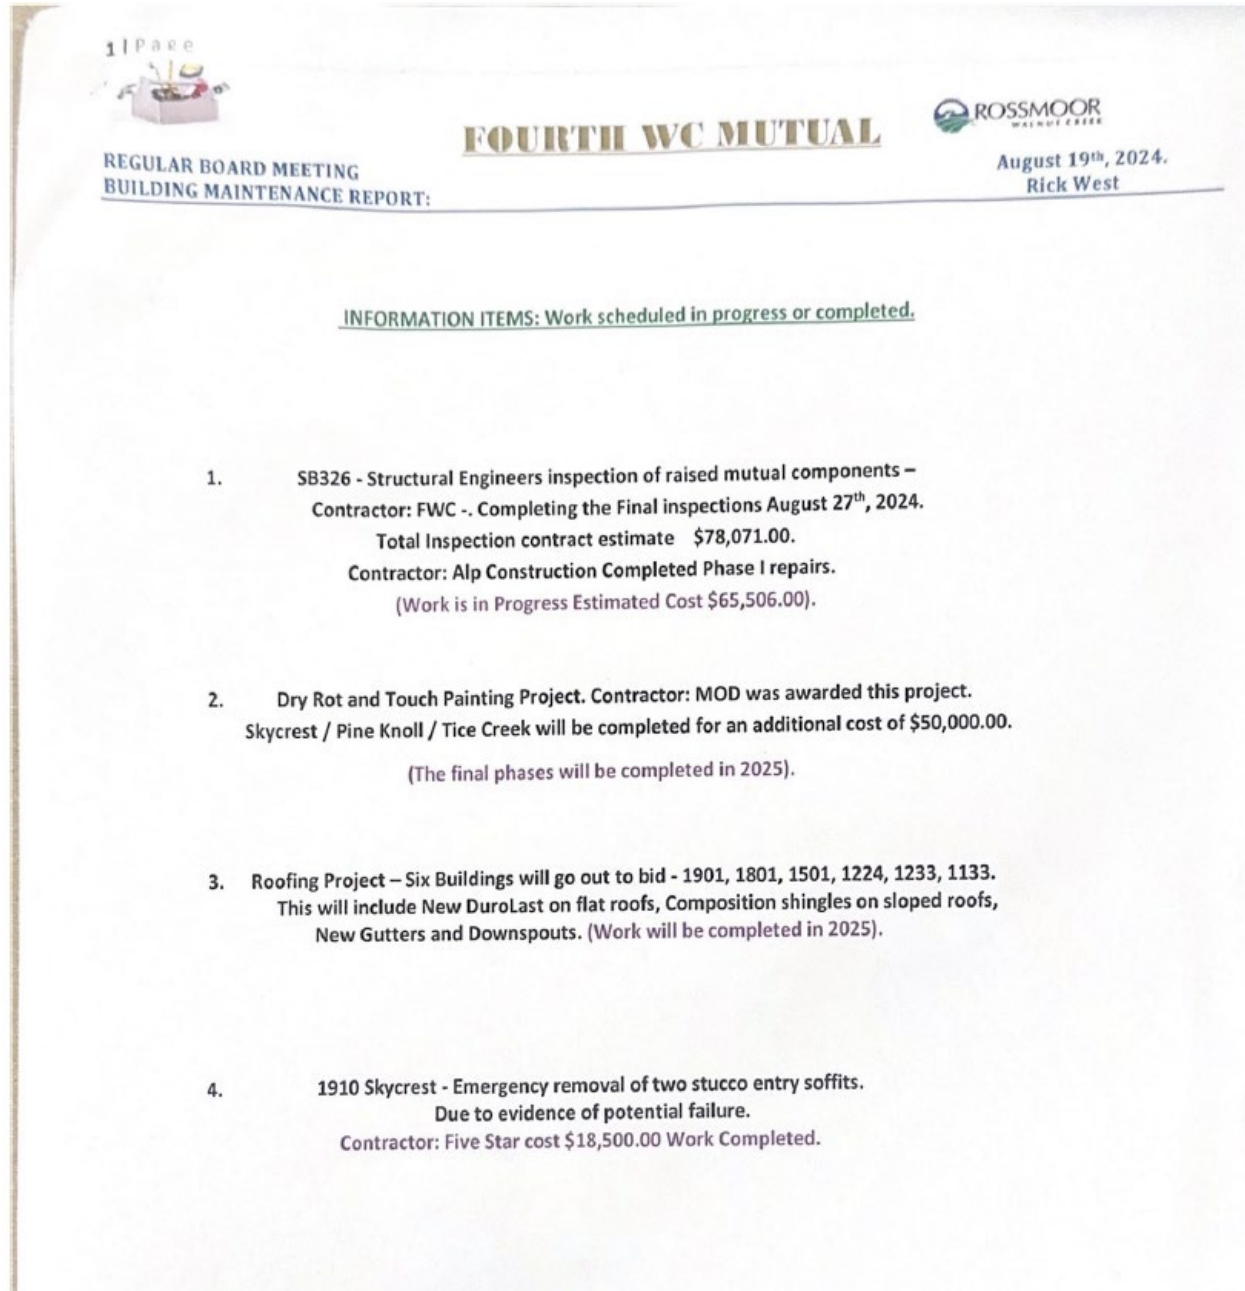 1 | Page
FOURTH WC MUTUAL
ROSSMOOR
WALNUT CREEK
REGULAR BOARD MEETING
BUILDING MAINTENANCE REPORT:
August 19th, 2024.
Rick West
INFORMATION ITEMS: Work scheduled in progress or completed.
1. SB326 - Structural Engineers inspection of raised mutual components –
Contractor: FWC -. Completing the Final inspections August 27th, 2024.
Total Inspection contract estimate $78,071.00.
Contractor: Alp Construction Completed Phase I repairs.
(Work is in Progress Estimated Cost $65,506.00).
2. Dry Rot and Touch Painting Project. Contractor: MOD was awarded this project.
Skycrest / Pine Knoll / Tice Creek will be completed for an additional cost of $50,000.00.
(The final phases will be completed in 2025).
3. Roofing Project – Six Buildings will go out to bid - 1901, 1801, 1501, 1224, 1233, 1133.
This will include New DuroLast on flat roofs, Composition shingles on sloped roofs,
New Gutters and Downspouts. (Work will be completed in 2025).
4. 1910 Skycrest - Emergency removal of two stucco entry soffits.
Due to evidence of potential failure.
Contractor: Five Star cost $18,500.00 Work Completed.